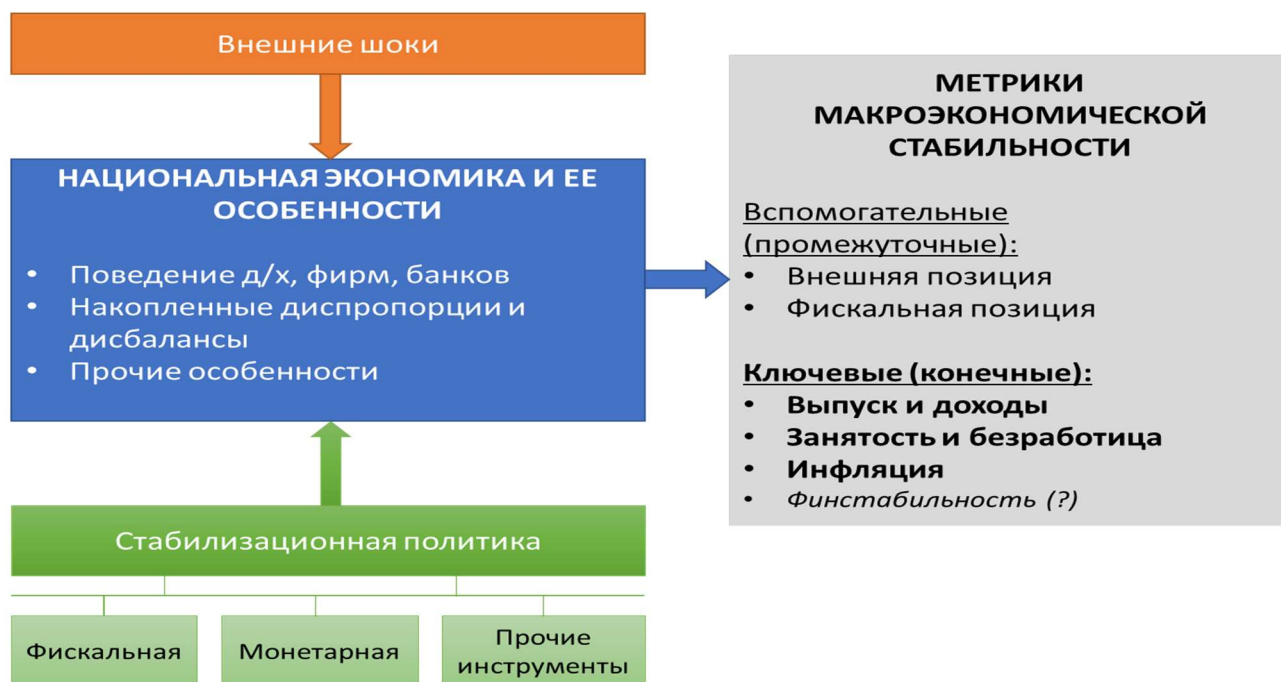 Внешние шоки
НАЦИОНАЛЬНАЯ ЭКОНОМИКА И ЕЕ
ОСОБЕННОСТИ
• Поведение д/х, фирм, банков
• Накопленные диспропорции и
дисбалансы
• Прочие особенности
Стабилизационная политика
Фискальная
Монетарная
Прочие
инструменты
МЕТРИКИ
МАКРОЭКОНОМИЧЕСКОЙ
СТАБИЛЬНОСТИ
Вспомогательные
(промежуточные):
• Внешняя позиция
• Фискальная позиция
Ключевые (конечные):
• Выпуск и доходы
• Занятость и безработица
• Инфляция
• Финстабильность (?)